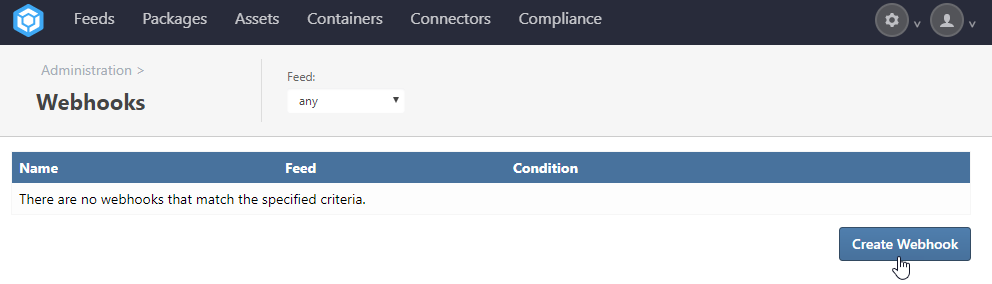 Feeds Packages Assets Containers Connectors Compliance
Administration >
Webhooks
Feed:
any
Name Feed Condition
There are no webhooks that match the specified criteria.
Create Webhook